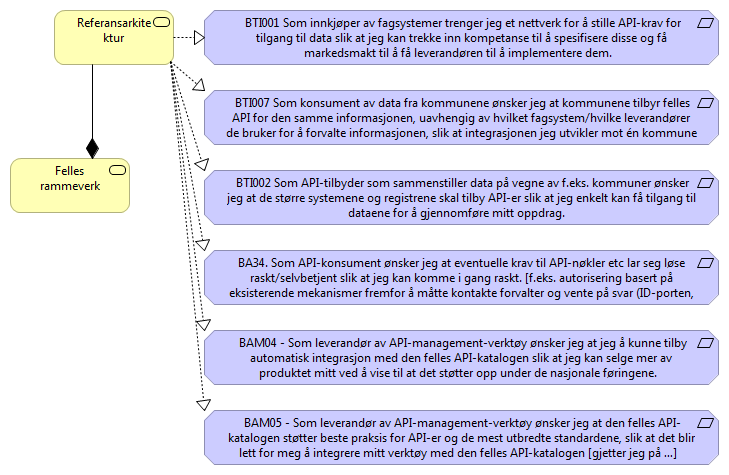 Referansarkite
ktur
BTI001 Som innkjøper av fagsystemer trenger jeg et nettverk for å stille API-krav for
tilgang til data slik at jeg kan trekke inn kompetanse til å spesifisere disse og få
markedsmakt til å få leverandøren til å implementere dem.
BTI007 Som konsument av data fra kommunene ønsker jeg at kommunene tilbyr felles
API for den samme informasjonen, uavhengig av hvilket fagsystem/hvilke leverandører
de bruker for å forvalte informasjonen, slik at integrasjonen jeg utvikler mot én kommune
Felles
rammeverk
BTI002 Som API-tilbyder som sammenstiller data på vegne av f.eks. kommuner ønsker
jeg at de større systemene og registrene skal tilby API-er slik at jeg enkelt kan få tilgang til
dataene for å gjennomføre mitt oppdrag.
BA34. Som API-konsument ønsker jeg at eventuelle krav til API-nøkler etc lar seg løse
raskt/selvbetjent slik at jeg kan komme i gang raskt. [f.eks. autorisering basert på
eksisterende mekanismer fremfor å måtte kontakte forvalter og vente på svar (ID-porten,
BAM04 - Som leverandør av API-management-verktøy ønsker jeg at jeg å kunne tilby
automatisk integrasjon med den felles API-katalogen slik at jeg kan selge mer av
produktet mitt ved å vise til at det støtter opp under de nasjonale føringene.
BAM05 - Som leverandør av API-management-verktøy ønsker jeg at den felles API-
katalogen støtter beste praksis for API-er og de mest utbredte standardene, slik at det blir
lett for meg å integrere mitt verktøy med den felles API-katalogen [gjetter jeg på ...]